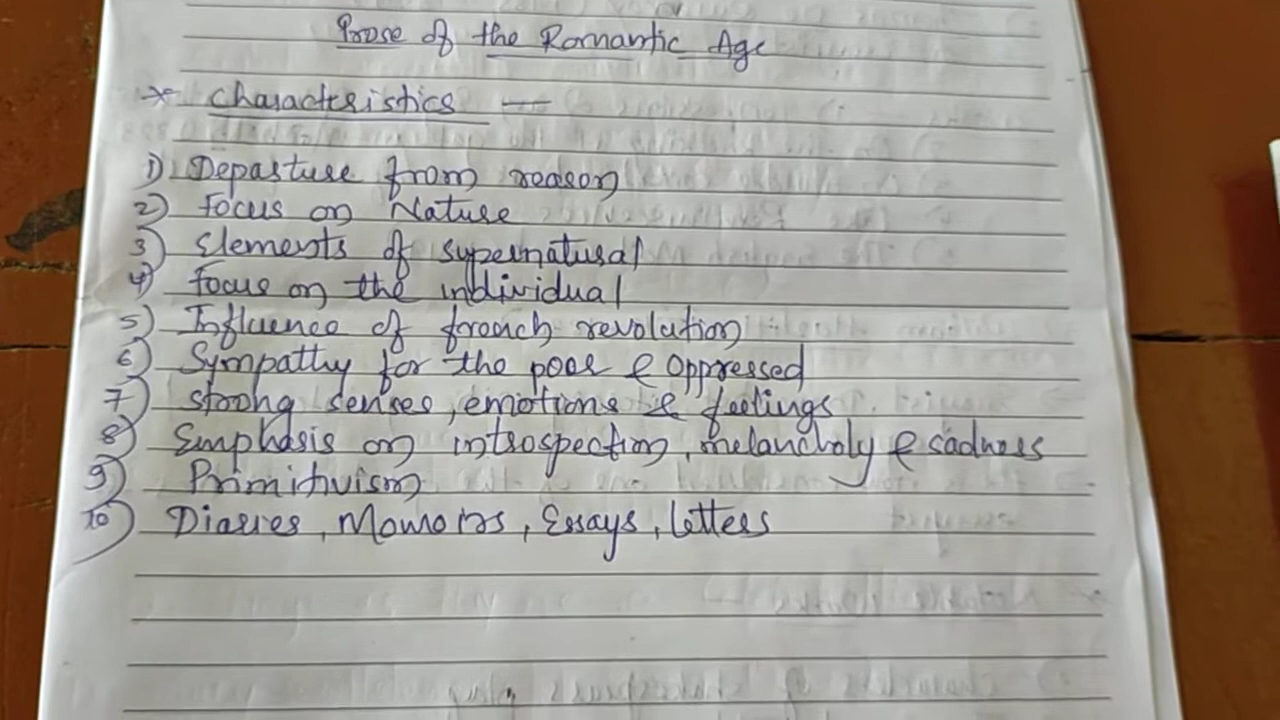 Prose of the Romantic Age
* Characteristics —
1) Departure from reason
2) Focus on Nature
3) Elements of supernatural
4) Focus on the individual
5) Influence of french revolution
6) Sympathy for the poor & oppressed
7) strong senses, emotions & feelings
8) Emphasis on introspection, melancholy & sadness
9) Primitivism
10) Diaries, Memoirs, Essays, letters